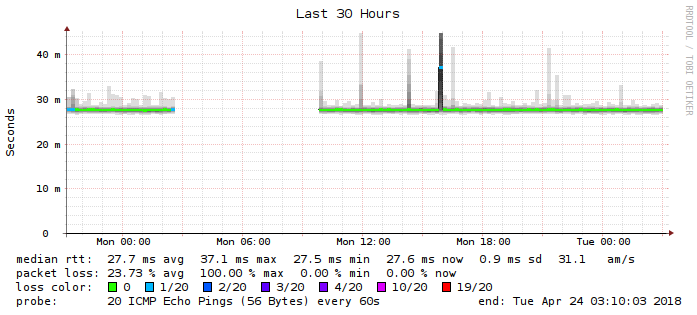 Last 30 Hours
RRDTOOL / TOBI OETIKER
Seconds
40 m
30 m
20 m
10 m
0
Mon 00:00 Mon 06:00 Mon 12:00 Mon 18:00 Tue 00:00
median rtt: 27.7 ms avg 37.1 ms max 27.5 ms min 27.6 ms now 0.9 ms sd 31.1 am/s
packet loss: 23.73 % avg 100.00 % max 0.00 % min 0.00 % now
loss color: 0 1/20 2/20 3/20 4/20 10/20 19/20
probe: 20 ICMP Echo Pings (56 Bytes) every 60s end: Tue Apr 24 03:10:03 2018